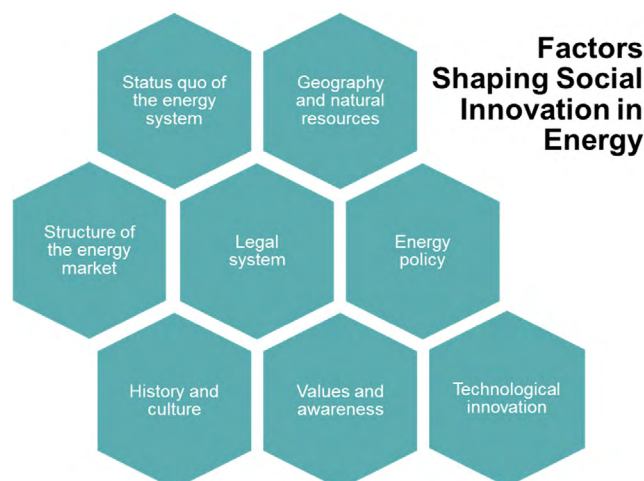 Factors
Shaping Social
Innovation in
Energy
Status quo of
the energy
system
Geography
and natural
resources
Structure of
the energy
market
Legal
system
Energy
policy
History and
culture
Values and
awareness
Technological
innovation